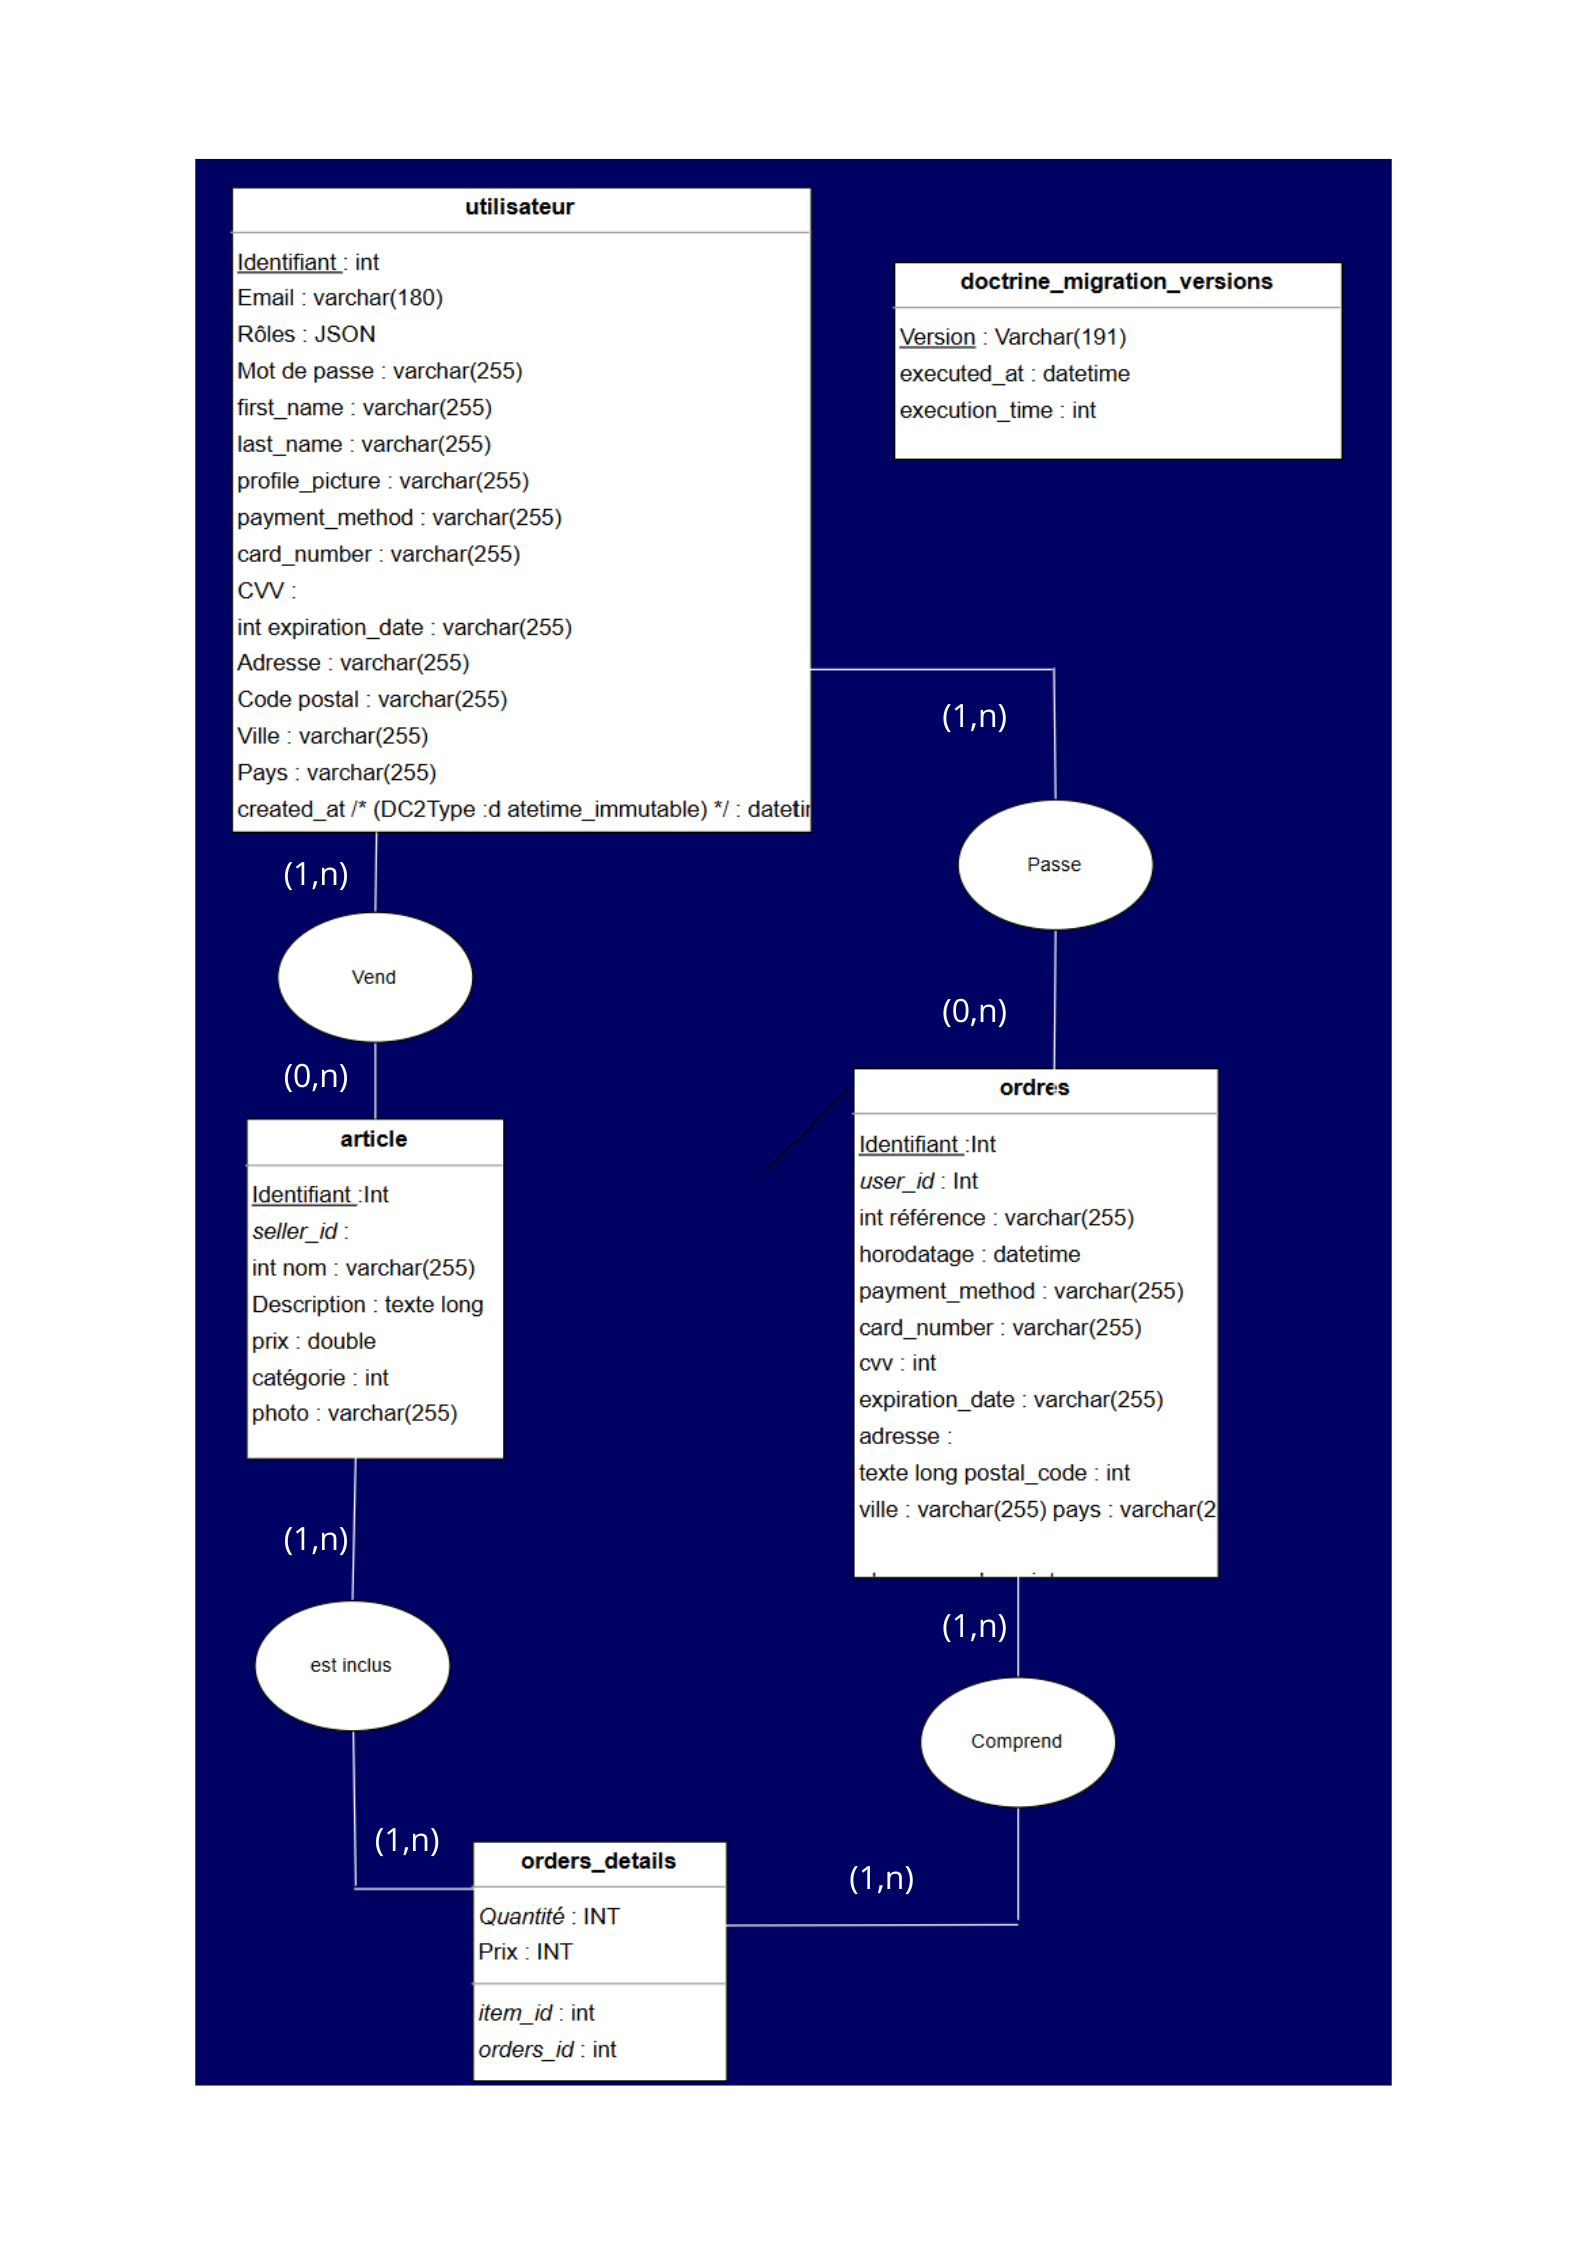 utilisateur
Identifiant : int
Email : varchar(180)
Rôles : JSON
Mot de passe : varchar(255)
first_name : varchar(255)
last_name : varchar(255)
profile_picture : varchar(255)
payment_method : varchar(255)
card_number : varchar(255)
CVV :
int expiration_date : varchar(255)
Adresse : varchar(255)
Code postal : varchar(255)
Ville : varchar(255)
Pays : varchar(255)
created_at /* (DC2Type :d atetime_immutable) */ :
doctrine_migration_versions
Version : Varchar(191)
executed_at : datetime
execution_time : int
(1,n)
Passe
(0,n)
(1,n)
Vend
(0,n)
article
Identifiant :Int
seller_id :
int nom : varchar(255)
Description : texte long
prix : double
catégorie : int
photo : varchar(255)
ordres
Identifiant :Int
user_id : Int
int référence : varchar(255)
horodatage : datetime
payment_method : varchar(255)
card_number : varchar(255)
cvv : int
expiration_date : varchar(255)
adresse :
texte long postal_code : int
ville : varchar(255) pays : varchar(2
(1,n)
est inclus
(1,n)
(1,n)
Comprend
(1,n)
orders_details
Quantité : INT
Prix : INT
item_id : int
orders_id : int